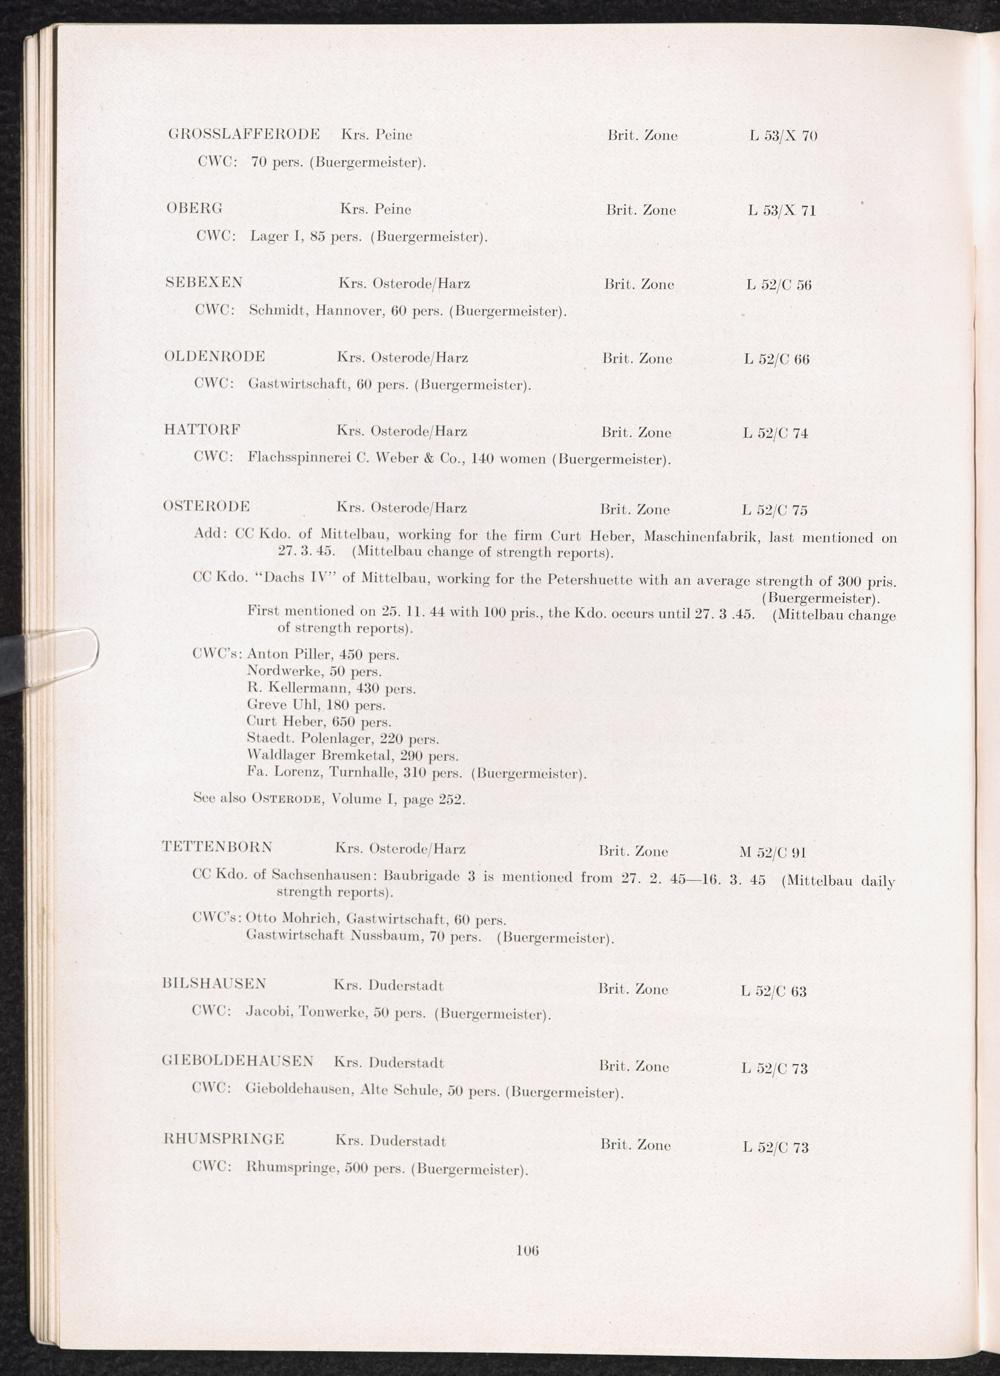 GROSSLAFFERODE Krs. Peine Brit. Zone L 53/X 70
CWC: 70 pers. (Buergermeister).
OBERG Krs. Peine Brit. Zone L 53/X 71
CWC: Lager I, 85 pers. (Buergermeister).
SEBEXEN Krs. Osterode/Harz Brit. Zone L 52/C 56
CWC: Schmidt, Hannover, 60 pers. (Buergermeister).
OLDENRODE Krs. Osterode/Harz Brit. Zone L 52/C 66
CWC: Gastwirtschaft, 60 pers. (Buergermeister).
HATTORF Krs. Osterode/Harz Brit. Zone L 52/C 74
CWC: Flachsspinnerei C. Weber & Co., 140 women (Buergermeister).
OSTERODE Krs. Osterode/Harz Brit. Zone L 52/C 75
Add: CC Kdo. of Mittelbau, working for the firm Curt Heber, Maschinenfabrik, last mentioned on
27. 3. 45. (Mittelbau change of strength reports).
CC Kdo. “Dachs IV” of Mittelbau, working for the Petershuette with an average strength of 300 pris.
(Buergermeister).
First mentioned on 25. 11. 44 with 100 pris., the Kdo. occurs until 27. 3 .45. (Mittelbau change
of strength reports).
CWC's: Anton Piller, 450 pers.
Nordwerke, 50 pers.
R. Kellermann, 430 pers.
Greve Uhl, 180 pers.
Curt Heber, 650 pers.
Staedt. Polenlager, 220 pers.
Waldlager Bremketal, 290 pers.
Fa. Lorenz, Turnhalle, 310 pers. (Buergermeister).
See also OSTERODE, Volume I, page 252.
TETTENBORN Krs. Osterode/Harz Brit. Zone M 52/C 91
CC Kdo. of Sachsenhausen: Baubrigade 3 is mentioned from 27. 2. 45—16. 3. 45 (Mittelbau daily
strength reports).
CWC's: Otto Mohrich, Gastwirtschaft, 60 pers.
Gastwirtschaft Nussbaum, 70 pers. (Buergermeister).
BILSHAUSEN Krs. Duderstadt Brit. Zone L 52/C 63
CWC: Jacobi, Tonwerke, 50 pers. (Buergermeister).
GIEBOLDEHAUSEN Krs. Duderstadt Brit. Zone L 52/C 73
CWC: Gieboldehausen, Alte Schule, 50 pers. (Buergermeister).
RHUMSPRINGE Krs. Duderstadt Brit. Zone L 52/C 73
CWC: Rhumspringe, 500 pers. (Buergermeister).
106